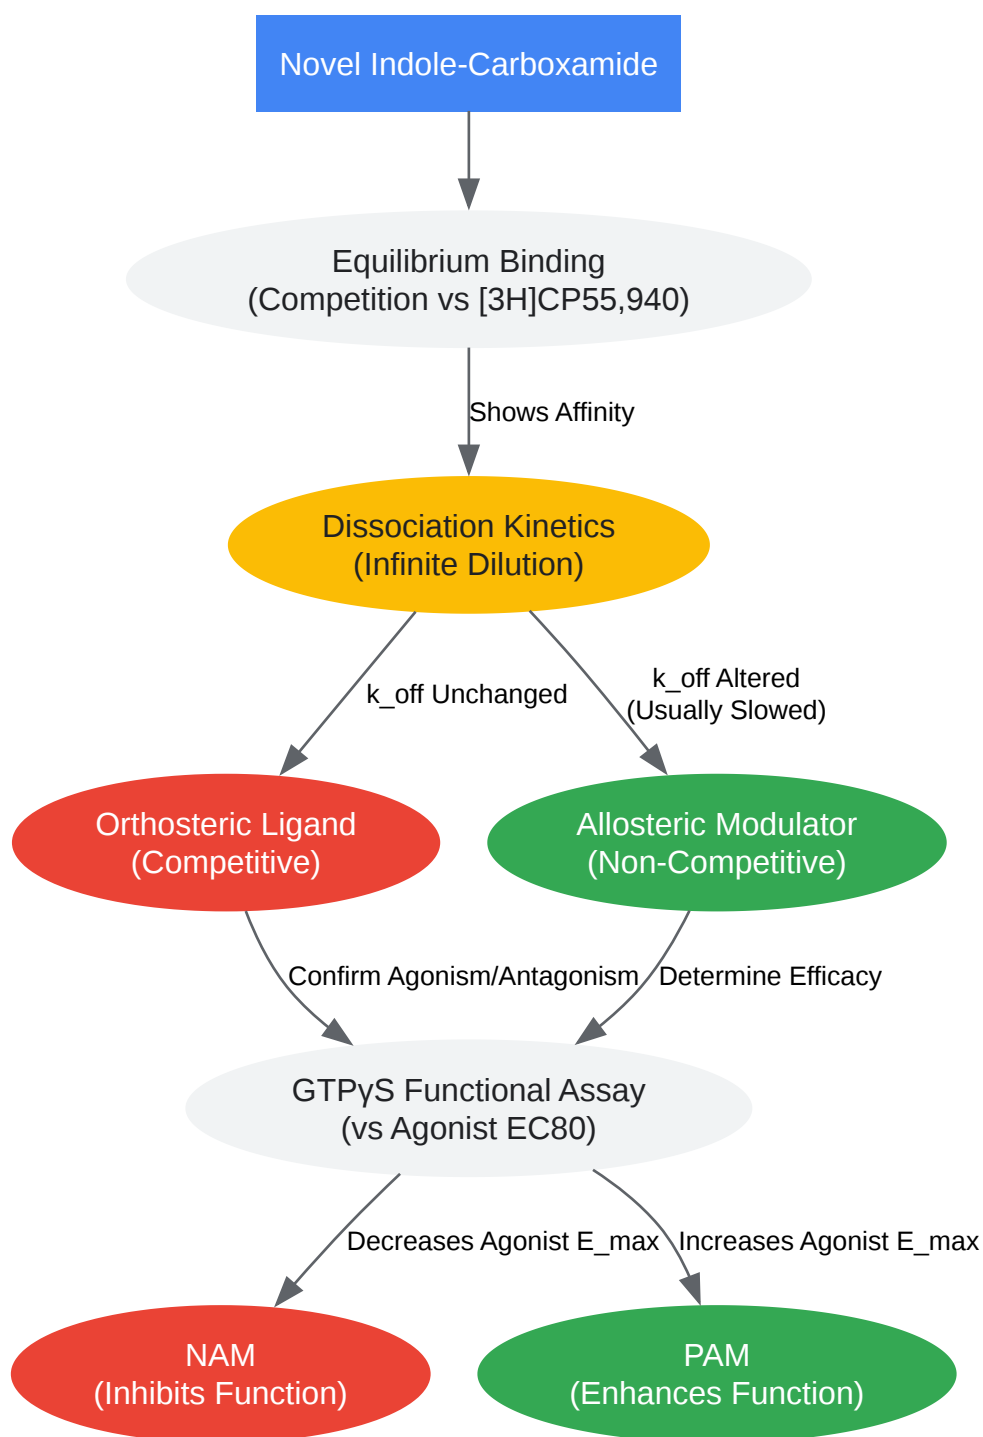 Novel Indole-Carboxamide
Equilibrium Binding
(Competition vs [3H]CP55,940)
Shows Affinity
Dissociation Kinetics
(Infinite Dilution)
k_off Unchanged
k_off Altered
(Usually Slowed)
Orthosteric Ligand
(Competitive)
Allosteric Modulator
(Non-Competitive)
Confirm Agonism/Antagonism
Determine Efficacy
GTPγS Functional Assay
(vs Agonist EC80)
Decreases Agonist E_max
Increases Agonist E_max
NAM
(Inhibits Function)
PAM
(Enhances Function)